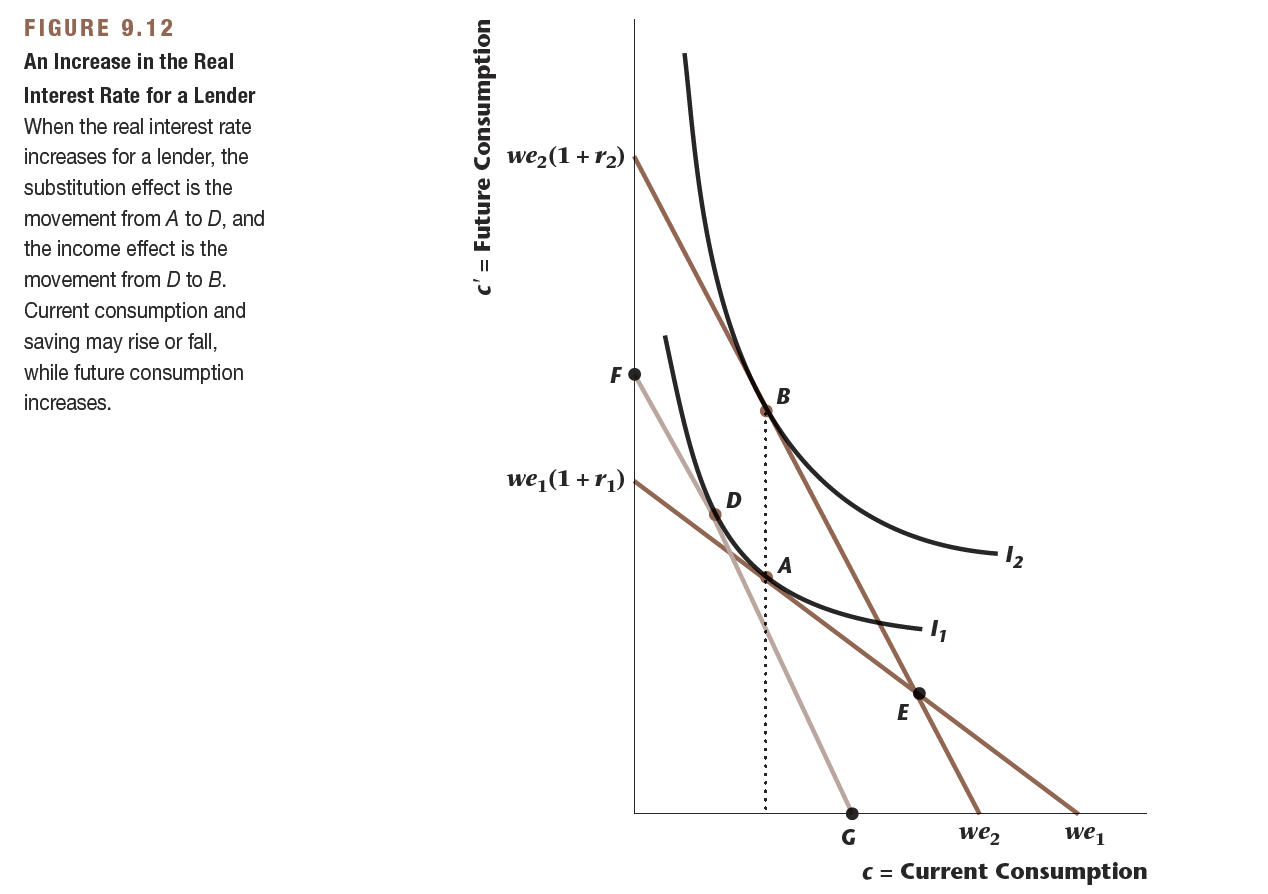 FIGURE 9.12
An Increase in the Real
Interest Rate for a Lender
When the real interest rate
increases for a lender, the
substitution effect is the
movement from A to D, and
the income effect is the
movement from D to B.
Current consumption and
saving may rise or fall,
while future consumption
increases.
c' = Future Consumption
we₂(1 + r₂)
F
B
we₁(1 + r₁)
D
A
I₂
I₁
E
G
we₂
we₁
c = Current Consumption